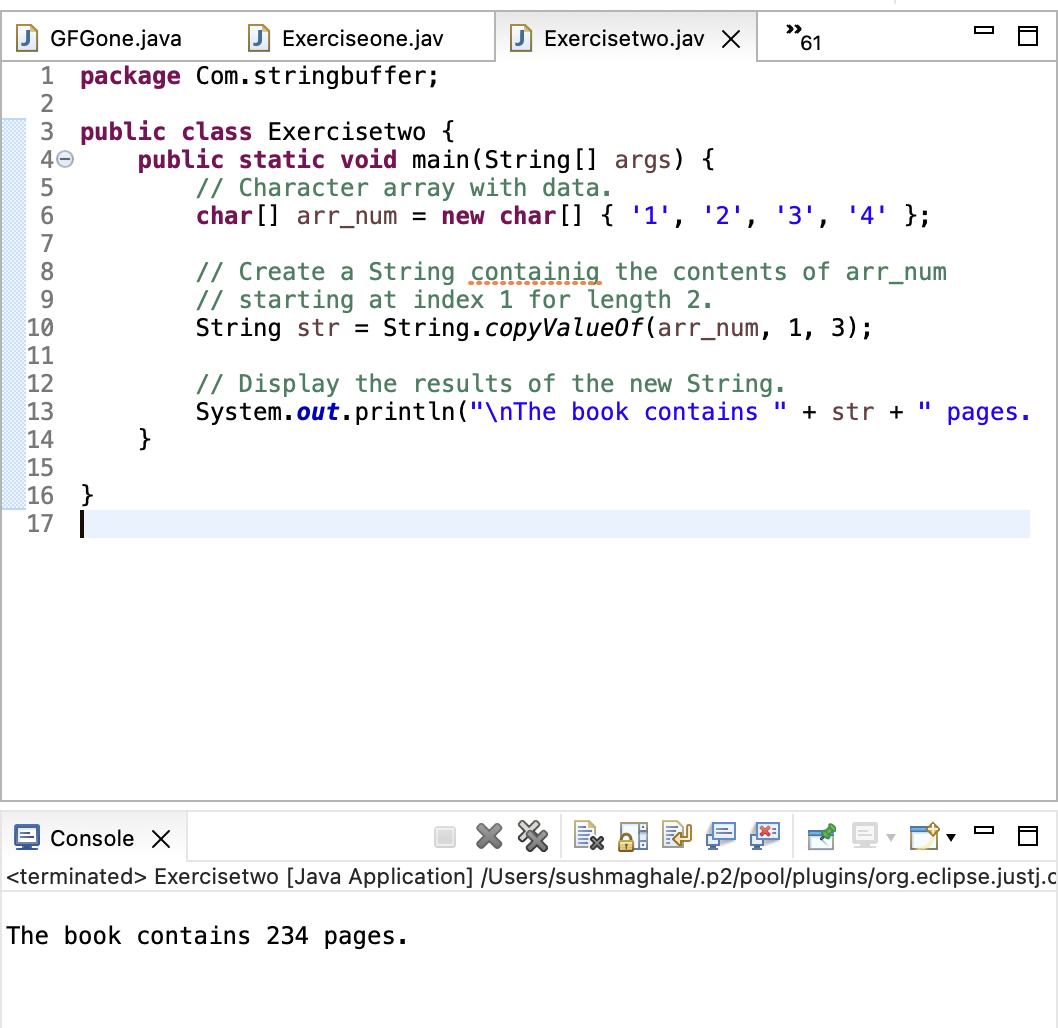 GFGone.java Exerciseone.jav Exercisetwo.jav »61
1 package Com.stringbuffer;
2
3 public class Exercisetwo {
4 public static void main(String[] args) {
5 // Character array with data.
6 char[] arr_num = new char[] { '1', '2', '3', '4' };
7
8 // Create a String containig the contents of arr_num
9 // starting at index 1 for length 2.
10 String str = String.copyValueOf(arr_num, 1, 3);
11
12 // Display the results of the new String.
13 System.out.println("\nThe book contains " + str + " pages.
14 }
15
16 }
17
Console
<terminated> Exercisetwo [Java Application] /Users/sushmaghale/.p2/pool/plugins/org.eclipse.justj.o
The book contains 234 pages.